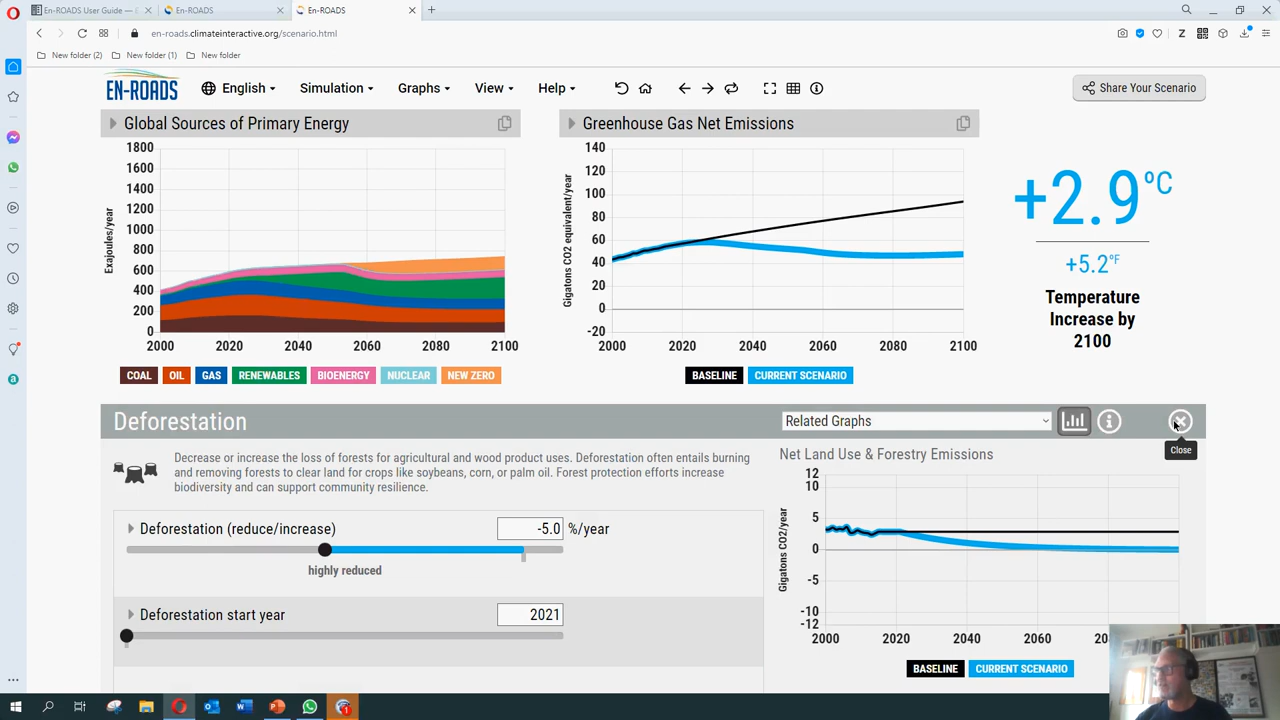 En-ROADS User Guide —
En-ROADS
En-ROADS
en-roads.climateinteractive.org/scenario.html
New folder (2)
New folder (1)
New folder
EN-ROADS
English
Simulation
Graphs
View
Help
Share Your Scenario
Global Sources of Primary Energy
Exajoules/year
1800
1600
1400
1200
1000
800
600
400
200
0
2000 2020 2040 2060 2080 2100
COAL OIL GAS RENEWABLES BIOENERGY NUCLEAR NEW ZERO
Greenhouse Gas Net Emissions
Gigatons CO2 equivalent/year
140
120
100
80
60
40
20
0
-20
2000 2020 2040 2060 2080 2100
BASELINE CURRENT SCENARIO
+2.9°C
+5.2°F
Temperature
Increase by
2100
Deforestation
Related Graphs
Close
Decrease or increase the loss of forests for agricultural and wood product uses. Deforestation often entails burning
and removing forests to clear land for crops like soybeans, corn, or palm oil. Forest protection efforts increase
biodiversity and can support community resilience.
Deforestation (reduce/increase)
-5.0 %/year
highly reduced
Deforestation start year
2021
Net Land Use & Forestry Emissions
Gigatons CO2/year
12
10
5
0
-5
-10
-12
2000 2020 2040 2060
BASELINE CURRENT SCENARIO